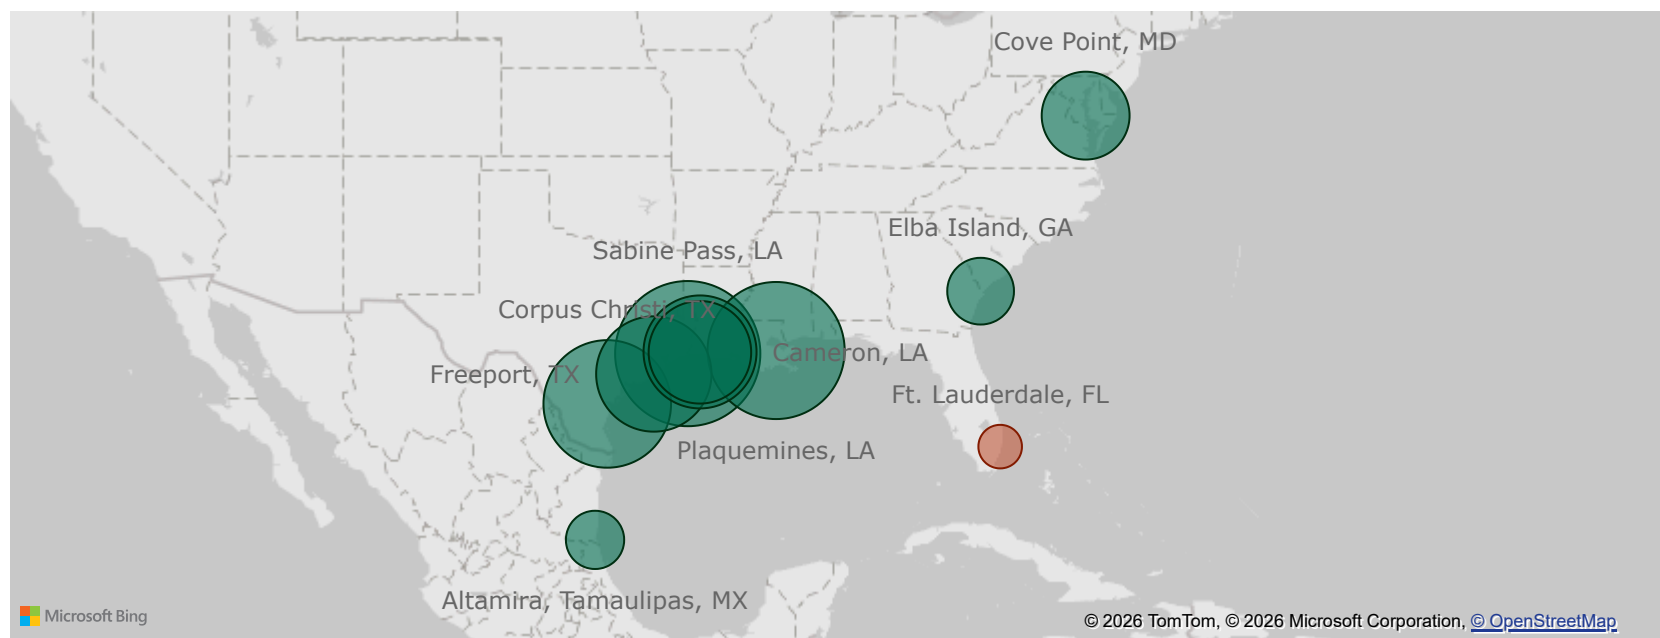 Cove Point, MD
Elba Island, GA
Sabine Pass, LA
Corpus Christi, TX
Cameron, LA
Freeport, TX
Ft. Lauderdale, FL
Plaquemines, LA
Altamira, Tamaulipas, MX
Microsoft Bing
© 2026 TomTom, © 2026 Microsoft Corporation, © OpenStreetMap